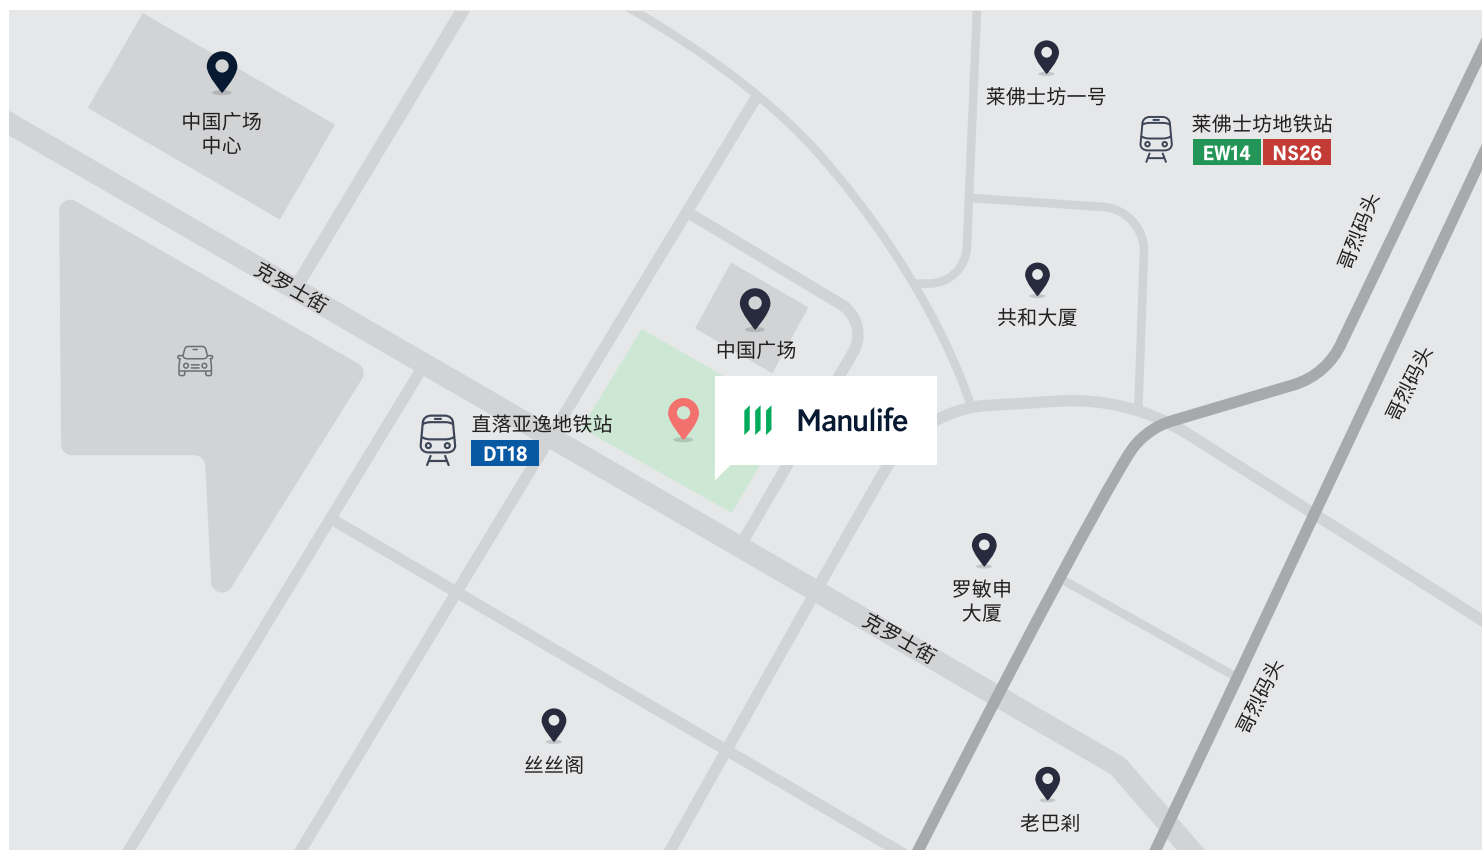 莱佛士坊一号
中国广场
中心
莱佛士坊地铁站
EW14 NS26
哥烈码头
克罗士街
共和大厦
中国广场
哥烈码头
直落亚逸地铁站
DT18
Manulife
罗敏申
大厦
克罗士街
哥烈码头
丝丝阁
老巴刹